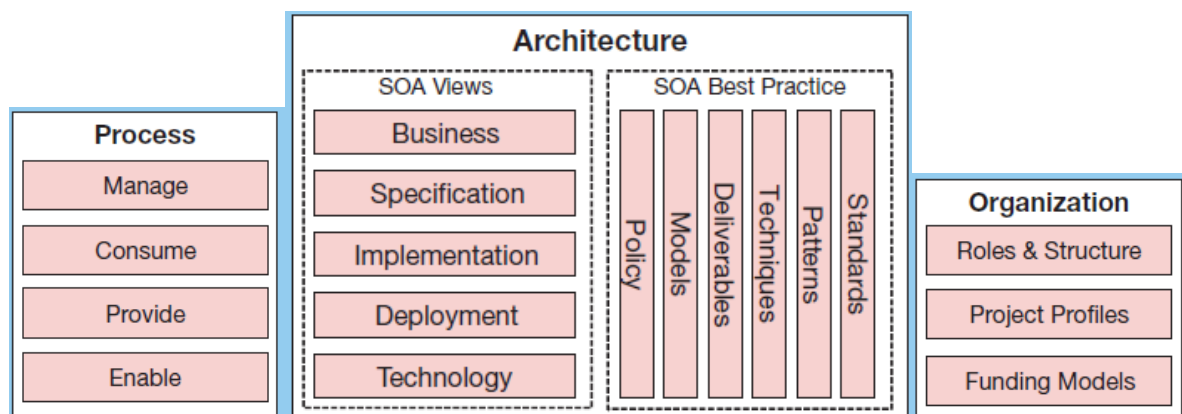 Architecture
SOA Views
Business
Specification
Implementation
Deployment
Technology
SOA Best Practice
Policy
Models
Deliverables
Techniques
Patterns
Standards
Process
Manage
Consume
Provide
Enable
Organization
Roles & Structure
Project Profiles
Funding Models